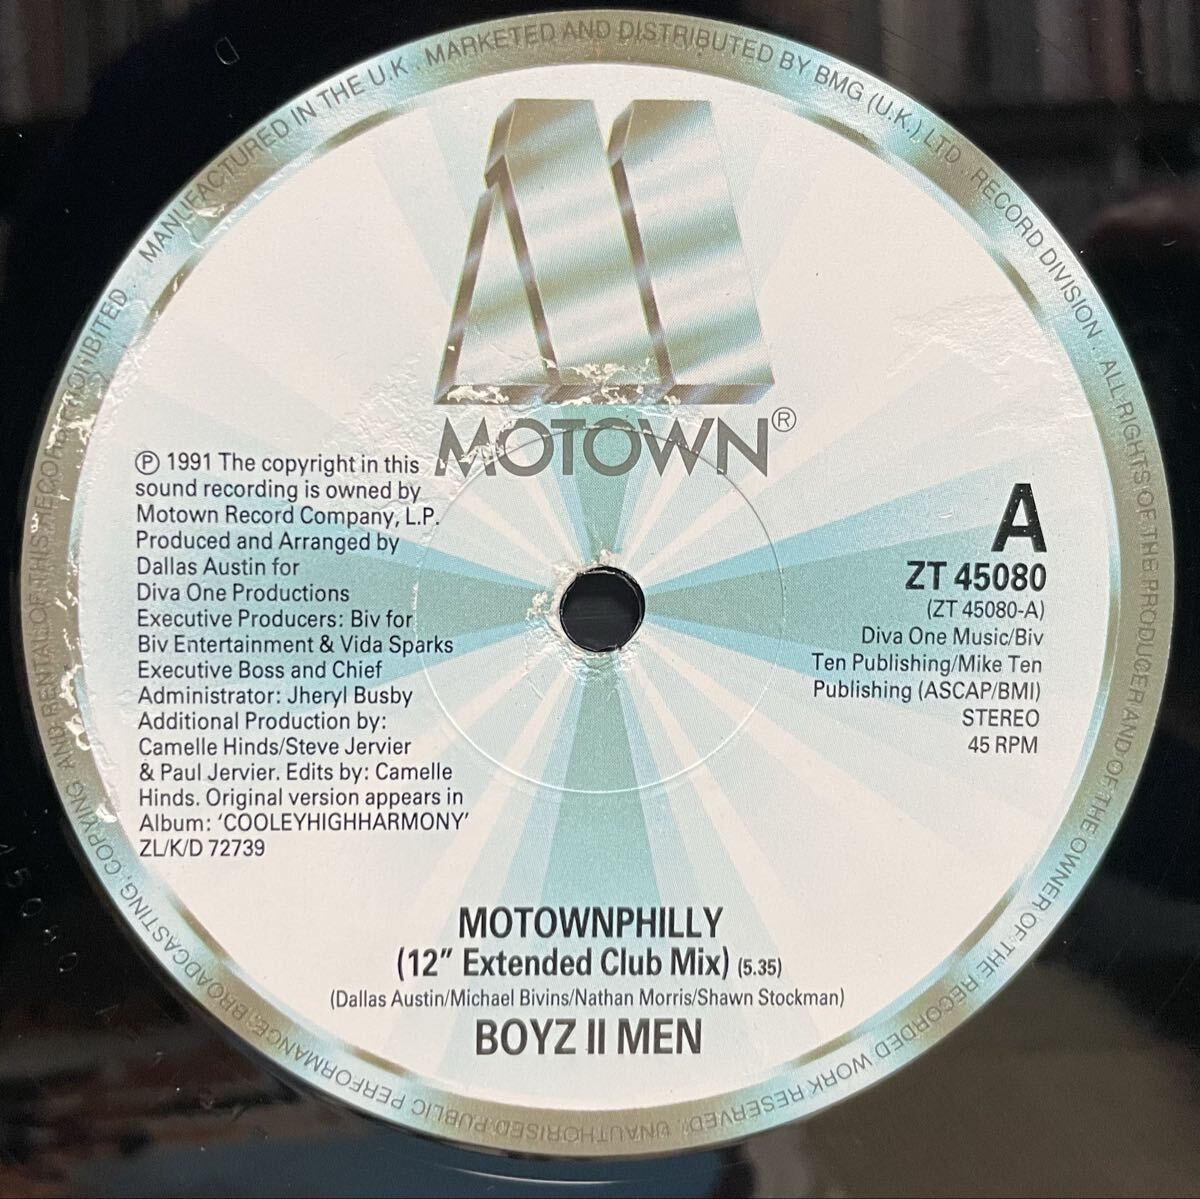 MANUFACTURED IN THE U.K. MARKETED AND DISTRIBUTED BY BMG (U.K.) LTD. RECORD DIVISION. ALL RIGHTS OF THE PRODUCER AND OF THE OWNER OF THE RECORDED WORK RESERVED. UNAUTHORISED PUBLIC PERFORMANCE, BROADCASTING, COPYING AND RENTAL OF THIS RECORD PROHIBITED.
MOTOWN®
℗ 1991 The copyright in this
sound recording is owned by
Motown Record Company, L.P.
Produced and Arranged by
Dallas Austin for
Diva One Productions
Executive Producers: Biv for
Biv Entertainment & Vida Sparks
Executive Boss and Chief
Administrator: Jheryl Busby
Additional Production by:
Camelle Hinds/Steve Jervier
& Paul Jervier. Edits by: Camelle
Hinds. Original version appears in
Album: 'COOLEYHIGHHARMONY'
ZL/K/D 72739
A
ZT 45080
(ZT 45080-A)
Diva One Music/Biv
Ten Publishing/Mike Ten
Publishing (ASCAP/BMI)
STEREO
45 RPM
MOTOWNPHILLY
(12″ Extended Club Mix) (5.35)
(Dallas Austin/Michael Bivins/Nathan Morris/Shawn Stockman)
BOYZ II MEN